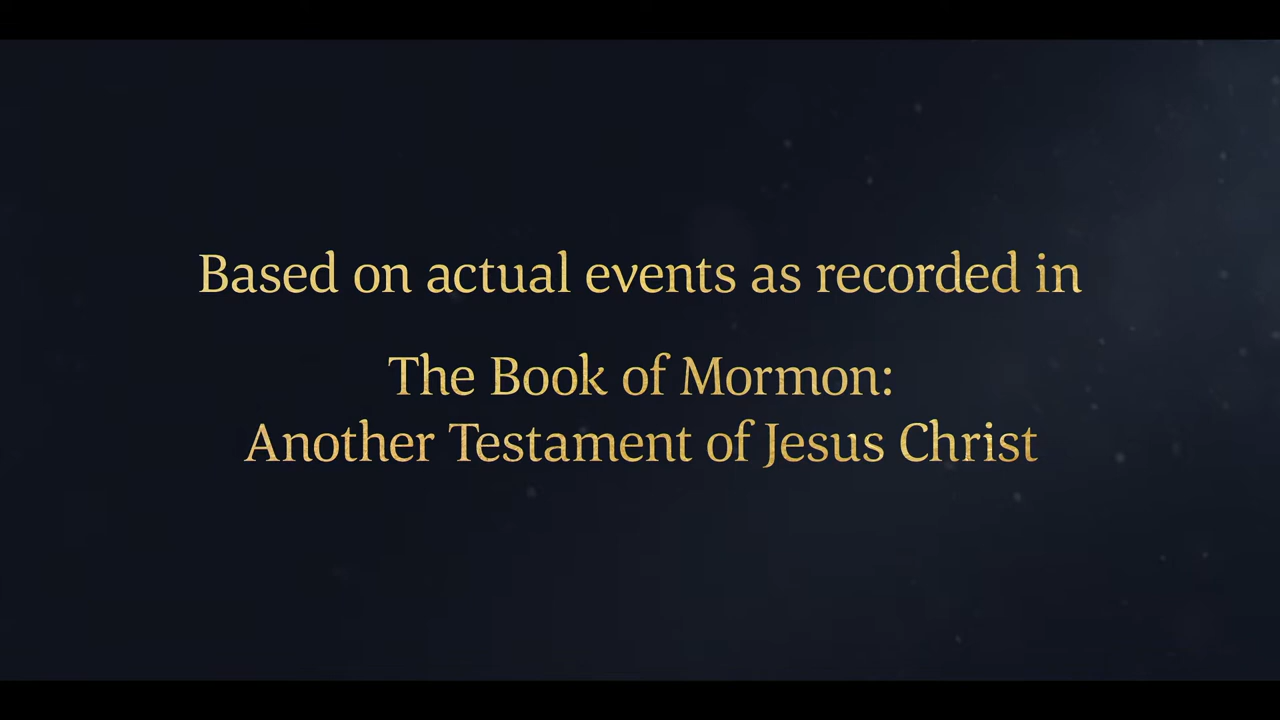 Based on actual events as recorded in
The Book of Mormon:
Another Testament of Jesus Christ